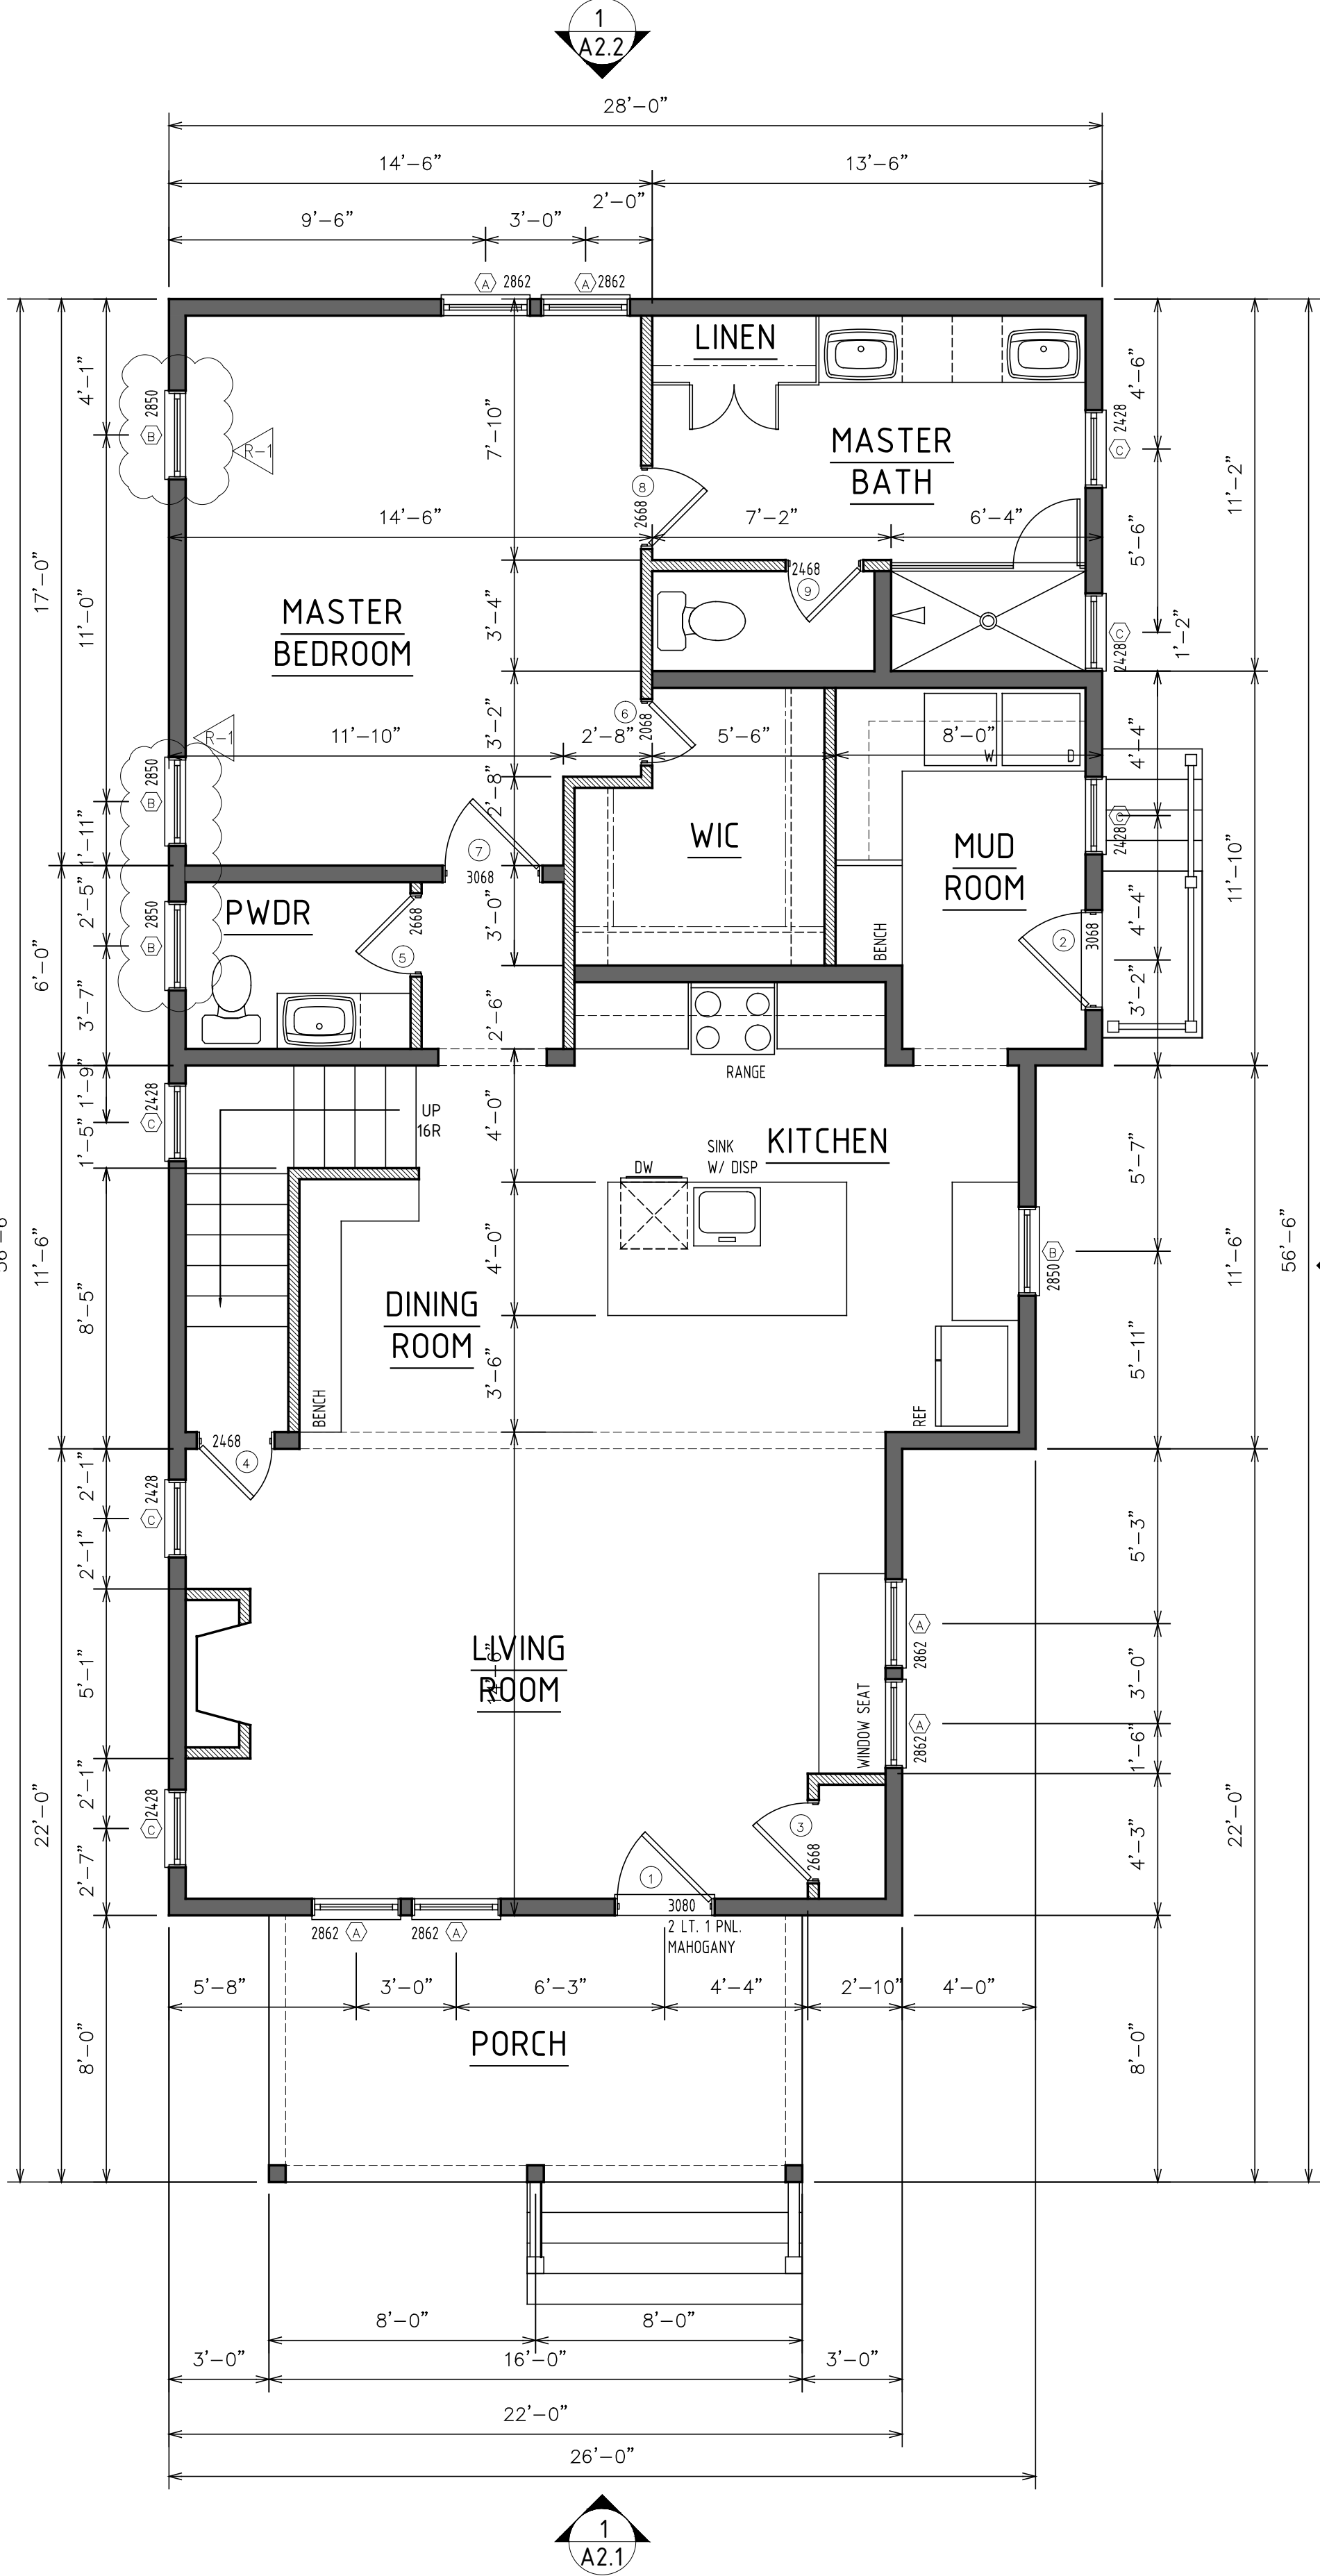 1
A2.2
28'-0"
14'-6"
13'-6"
2'-0"
9'-6"
3'-0"
A 2862
A 2862
LINEN
4'-1"
2850
B
R-1
7'-10"
MASTER
BATH
2428
C
4'-6"
11'-2"
8
2668
14'-6"
7'-2"
6'-4"
5'-6"
17'-0"
11'-0"
2468
9
MASTER
BEDROOM
3'-4"
C
2428
1'-2"
R-1
6
2068
3'-2"
11'-10"
2'-8"
5'-6"
8'-0"
W
D
4'-4"
2850
B
1'-11"
2'-8"
7
3068
WIC
MUD
ROOM
C
2428
11'-10"
2'-5"
2850
B
PWDR
2668
5
3'-0"
BENCH
2
3068
4'-4"
6'-0"
3'-7"
2'-6"
3'-2"
RANGE
1'-9"
2428
C
1'-5"
UP
16R
4'-0"
SINK
W/ DISP
DW
KITCHEN
5'-7"
11'-6"
4'-0"
B
2850
11'-6"
56'-6"
8'-5"
DINING
ROOM
3'-6"
BENCH
REF
5'-11"
2468
4
2'-1"
2428
C
2'-1"
5'-3"
5'-1"
LIVING
ROOM
A
2862
3'-0"
WINDOW SEAT
A
2862
1'-6"
22'-0"
2'-1"
2428
C
2'-7"
3
2668
4'-3"
22'-0"
1
3080
2 LT. 1 PNL.
MAHOGANY
2862 A
2862 A
5'-8"
3'-0"
6'-3"
4'-4"
2'-10"
4'-0"
8'-0"
PORCH
8'-0"
8'-0"
8'-0"
3'-0"
16'-0"
3'-0"
22'-0"
26'-0"
1
A2.1